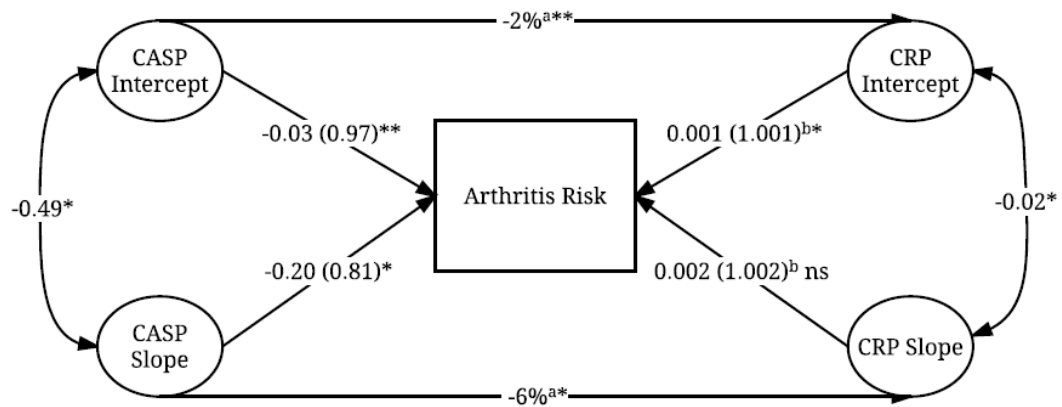 -2%ᵃ**
CASP
Intercept
CRP
Intercept
-0.03 (0.97)**
0.001 (1.001)ᵇ*
Arthritis Risk
-0.49*
-0.02*
-0.20 (0.81)*
0.002 (1.002)ᵇ ns
CASP
Slope
CRP Slope
-6%ᵃ*